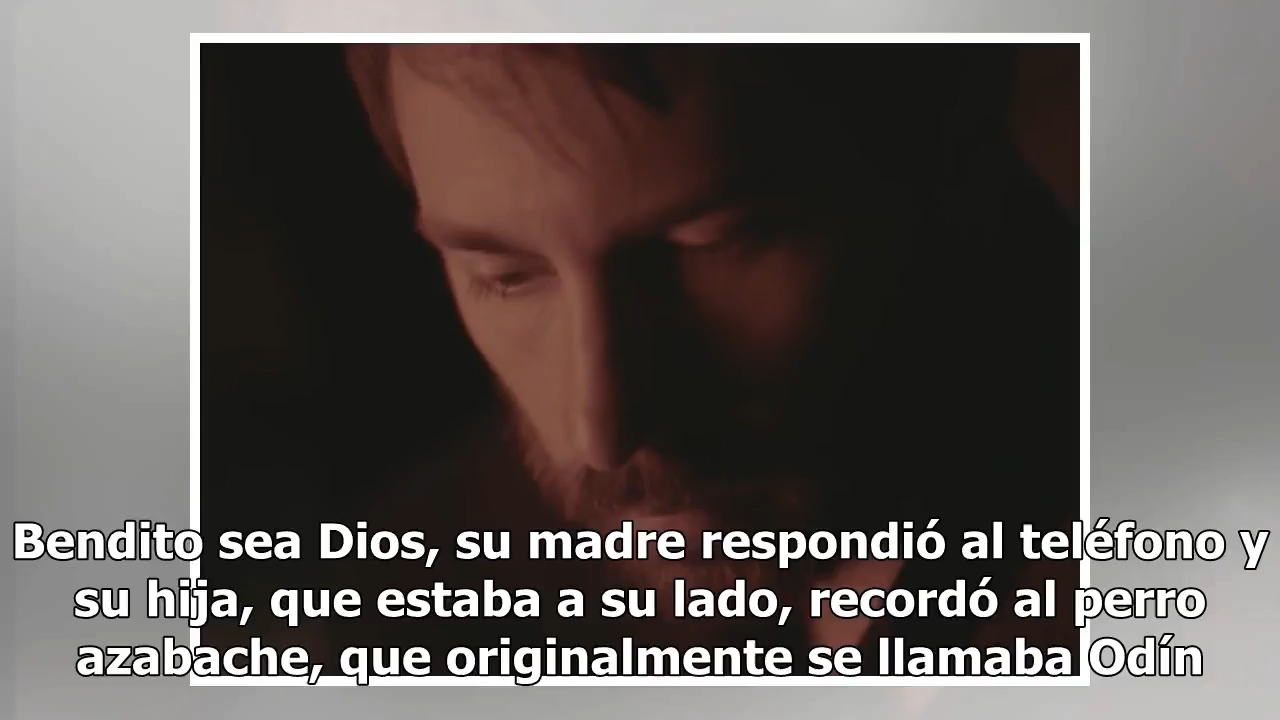 Bendito sea Dios, su madre respondió al teléfono y
su hija, que estaba a su lado, recordó al perro
azabache, que originalmente se llamaba Odín